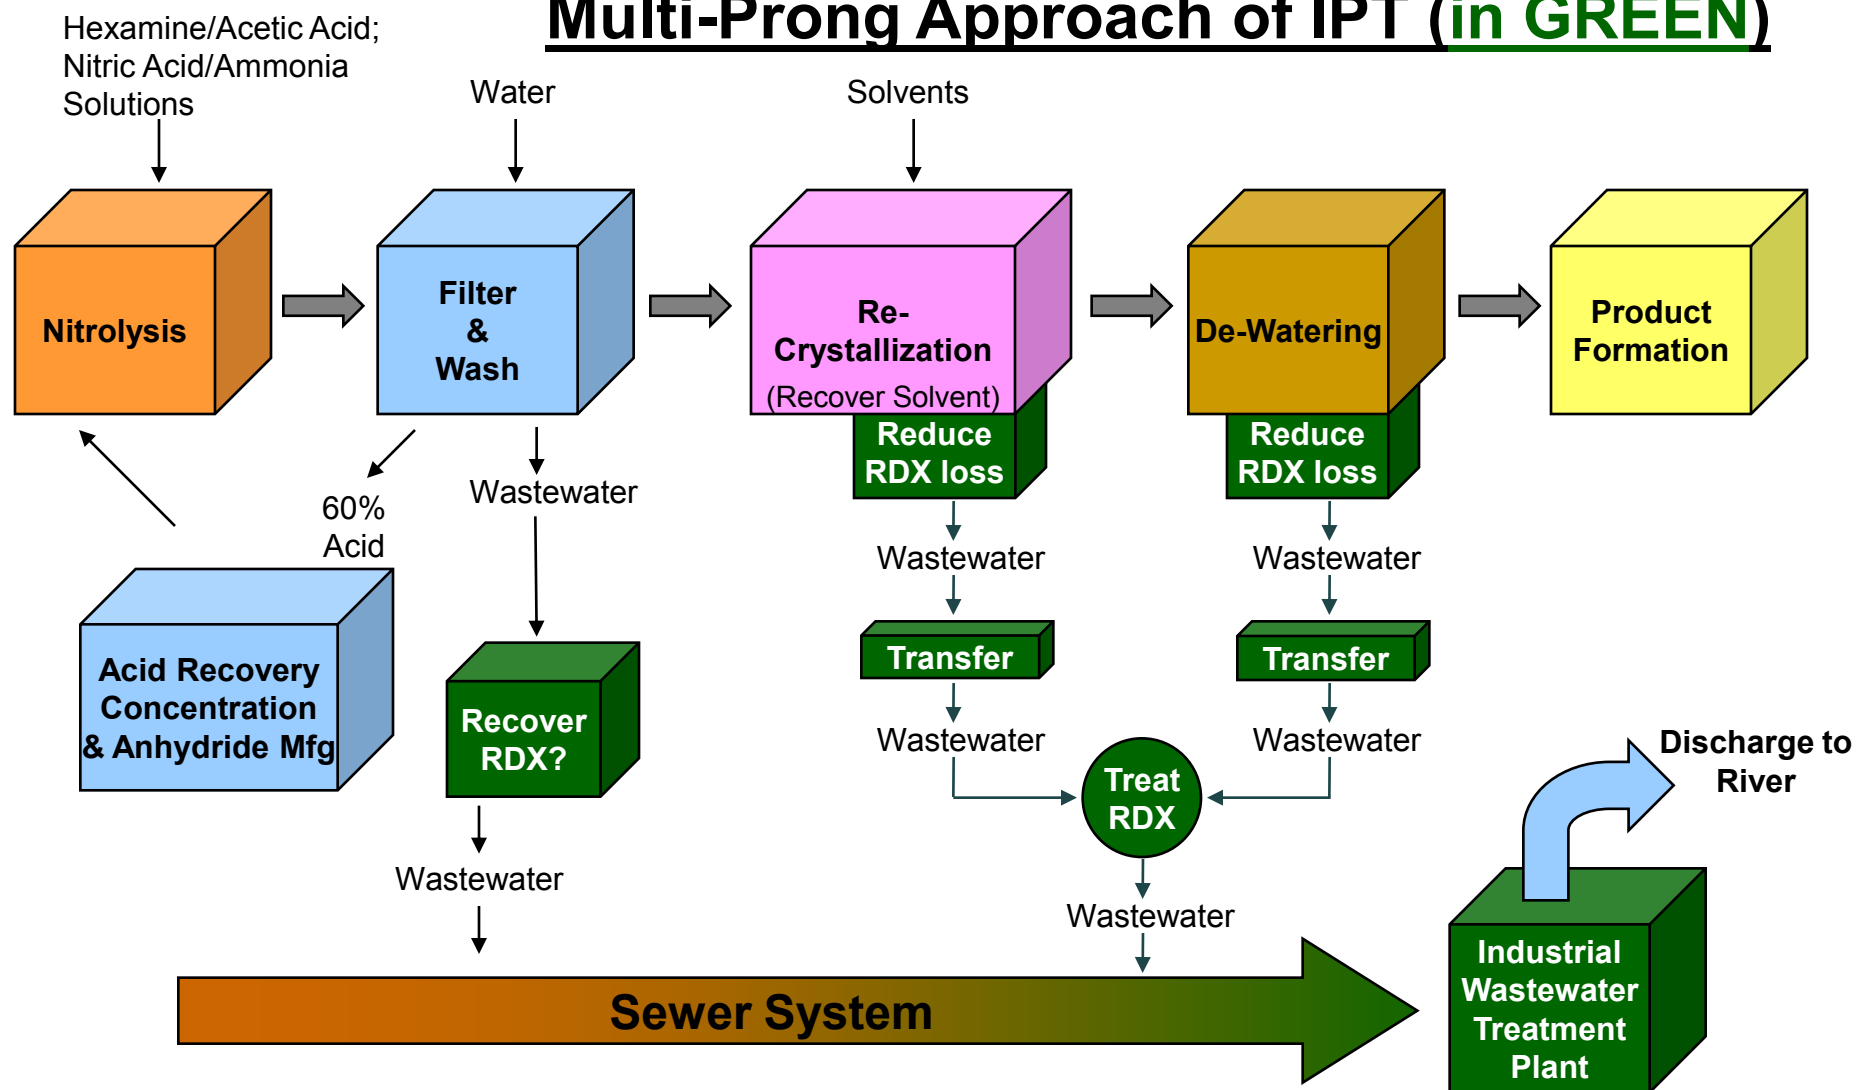 Multi-Prong Approach of IPT (in GREEN)
Hexamine/Acetic Acid;
Nitric Acid/Ammonia
Solutions
Water
Solvents
Nitrolysis
Filter
&
Wash
Re-
Crystallization
(Recover Solvent)
De-Watering
Product
Formation
Reduce
RDX loss
Reduce
RDX loss
60%
Acid
Wastewater
Wastewater
Wastewater
Acid Recovery
Concentration
& Anhydride Mfg
Recover
RDX?
Transfer
Transfer
Wastewater
Wastewater
Treat
RDX
Discharge to
River
Wastewater
Wastewater
Sewer System
Industrial
Wastewater
Treatment
Plant